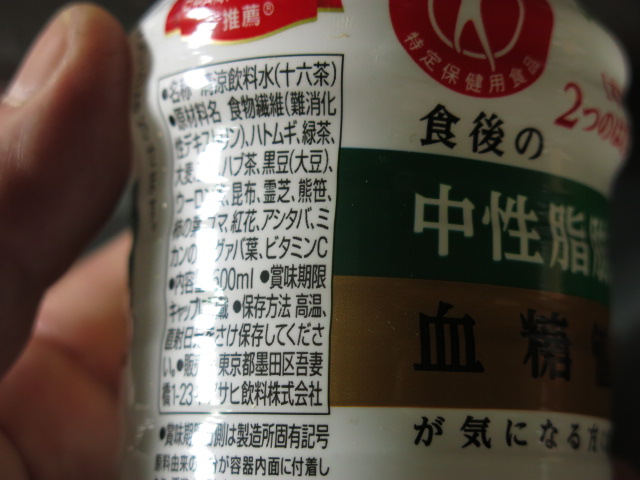 推薦®
●名称 清涼飲料水(十六茶)
●原材料名 食物繊維(難消化
性デキストリン)、ハトムギ、緑茶、
大麦、 ハブ茶、黒豆(大豆)、
ウーロン茶、昆布、霊芝、熊笹、
の葉、ゴマ、紅花、アシタバ、ミ
カンの グァバ葉、ビタミンC
●内容 500ml ●賞味期限
キャップ ●保存方法 高温、
直射日光をさけ保存してくださ
い。●販売 東京都墨田区吾妻
橋1-23- アサヒ飲料株式会社
●賞味期限 側は製造所固有記号
原料由来の 分が容器内面に付着し
特定保健用食品
2つの
食後の
中性脂肪
血糖
が気になる方